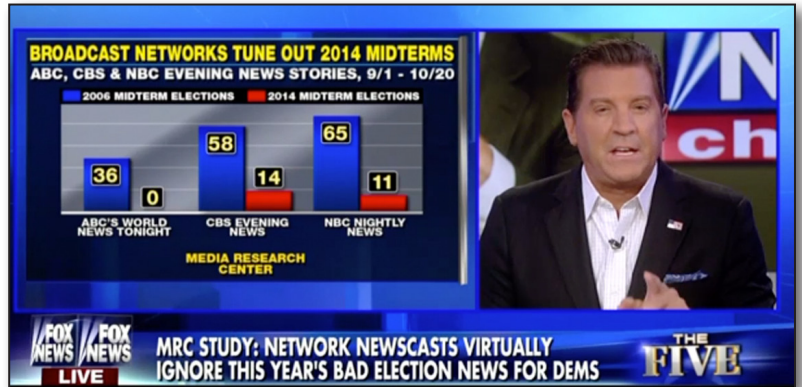 BROADCAST NETWORKS TUNE OUT 2014 MIDTERMS
ABC, CBS & NBC EVENING NEWS STORIES, 9/1 - 10/20
2006 MIDTERM ELECTIONS 2014 MIDTERM ELECTIONS
36
0
58
14
65
11
ABC'S WORLD
NEWS TONIGHT
CBS EVENING
NEWS
NBC NIGHTLY
NEWS
MEDIA RESEARCH
CENTER
N
ch
FOX
NEWS
FOX
NEWS
LIVE
MRC STUDY: NETWORK NEWSCASTS VIRTUALLY
IGNORE THIS YEAR'S BAD ELECTION NEWS FOR DEMS
THE
FIVE